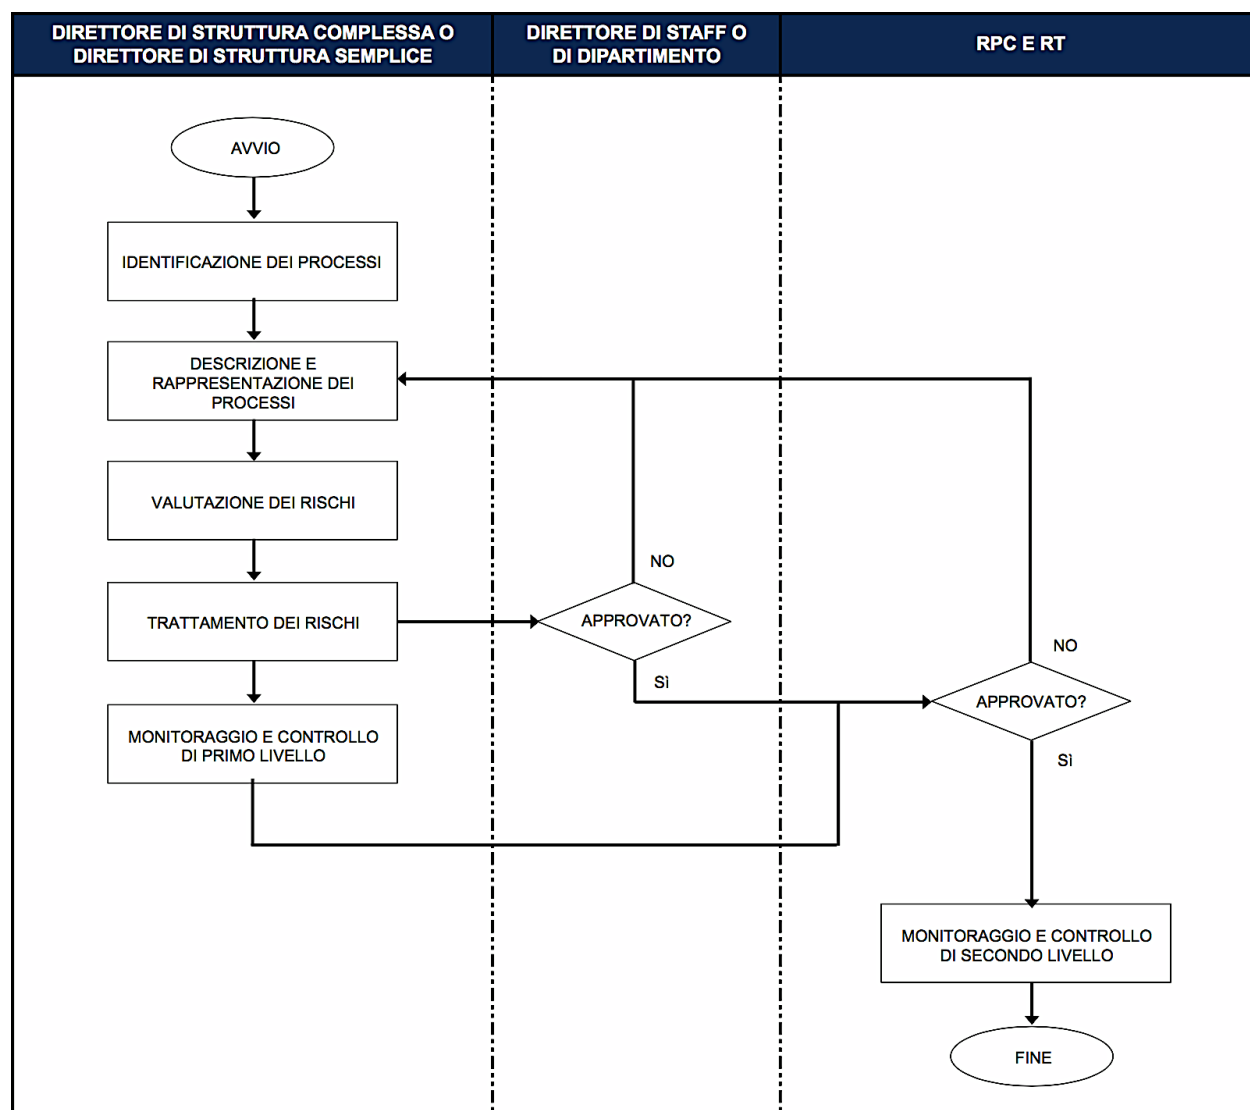 DIRETTORE DI STRUTTURA COMPLESSA O
DIRETTORE DI STRUTTURA SEMPLICE
DIRETTORE DI STAFF O
DI DIPARTIMENTO
RPC E RT
AVVIO
IDENTIFICAZIONE DEI PROCESSI
DESCRIZIONE E
RAPPRESENTAZIONE DEI
PROCESSI
VALUTAZIONE DEI RISCHI
NO
TRATTAMENTO DEI RISCHI
APPROVATO?
NO
Sì
APPROVATO?
MONITORAGGIO E CONTROLLO
DI PRIMO LIVELLO
Sì
MONITORAGGIO E CONTROLLO
DI SECONDO LIVELLO
FINE